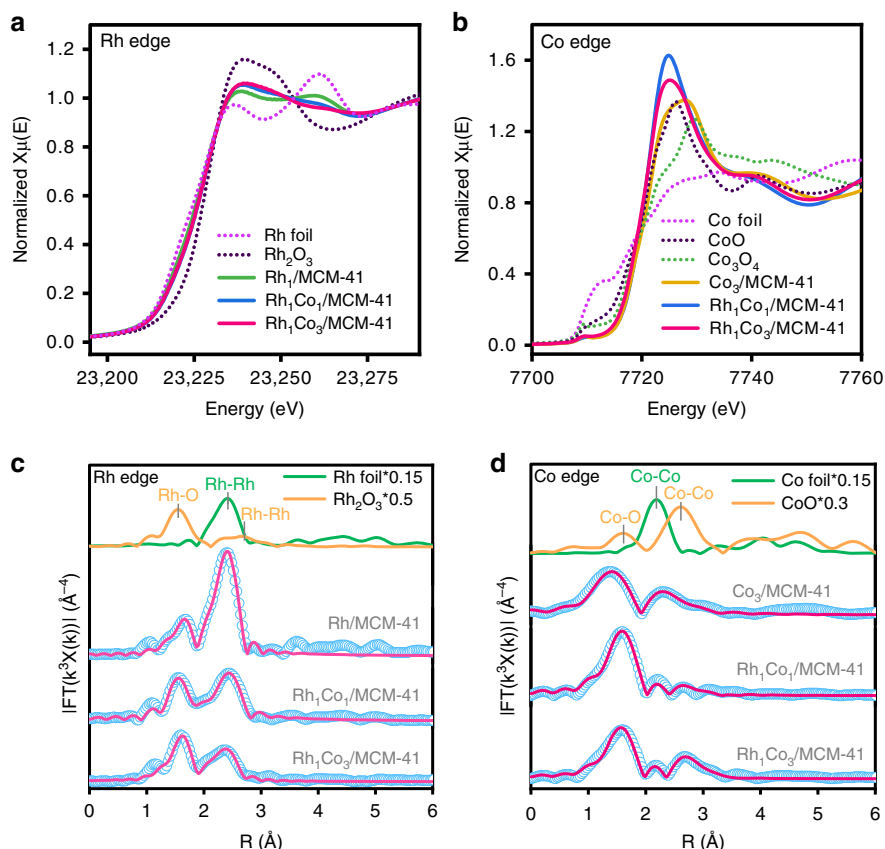 a
Rh edge
Normalized Xμ(E)
1.2
1.0
0.8
0.6
0.4
0.2
0.0
Rh foil
Rh₂O₃
Rh₁/MCM-41
Rh₁Co₁/MCM-41
Rh₁Co₃/MCM-41
23,200 23,225 23,250 23,275
Energy (eV)
b
Co edge
Normalized Xμ(E)
1.6
1.2
0.8
0.4
0.0
Co foil
CoO
Co₃O₄
Co₃/MCM-41
Rh₁Co₁/MCM-41
Rh₁Co₃/MCM-41
7700 7720 7740 7760
Energy (eV)
c
Rh edge
Rh foil*0.15
Rh₂O₃*0.5
Rh-O
Rh-Rh
Rh-Rh
Rh/MCM-41
Rh₁Co₁/MCM-41
Rh₁Co₃/MCM-41
|FT(k³X(k))| (Å⁻⁴)
0 1 2 3 4 5 6
R (Å)
d
Co edge
Co foil*0.15
CoO*0.3
Co-Co
Co-Co
Co-O
Co₃/MCM-41
Rh₁Co₁/MCM-41
Rh₁Co₃/MCM-41
|FT(k³X(k))| (Å⁻⁴)
0 1 2 3 4 5 6
R (Å)